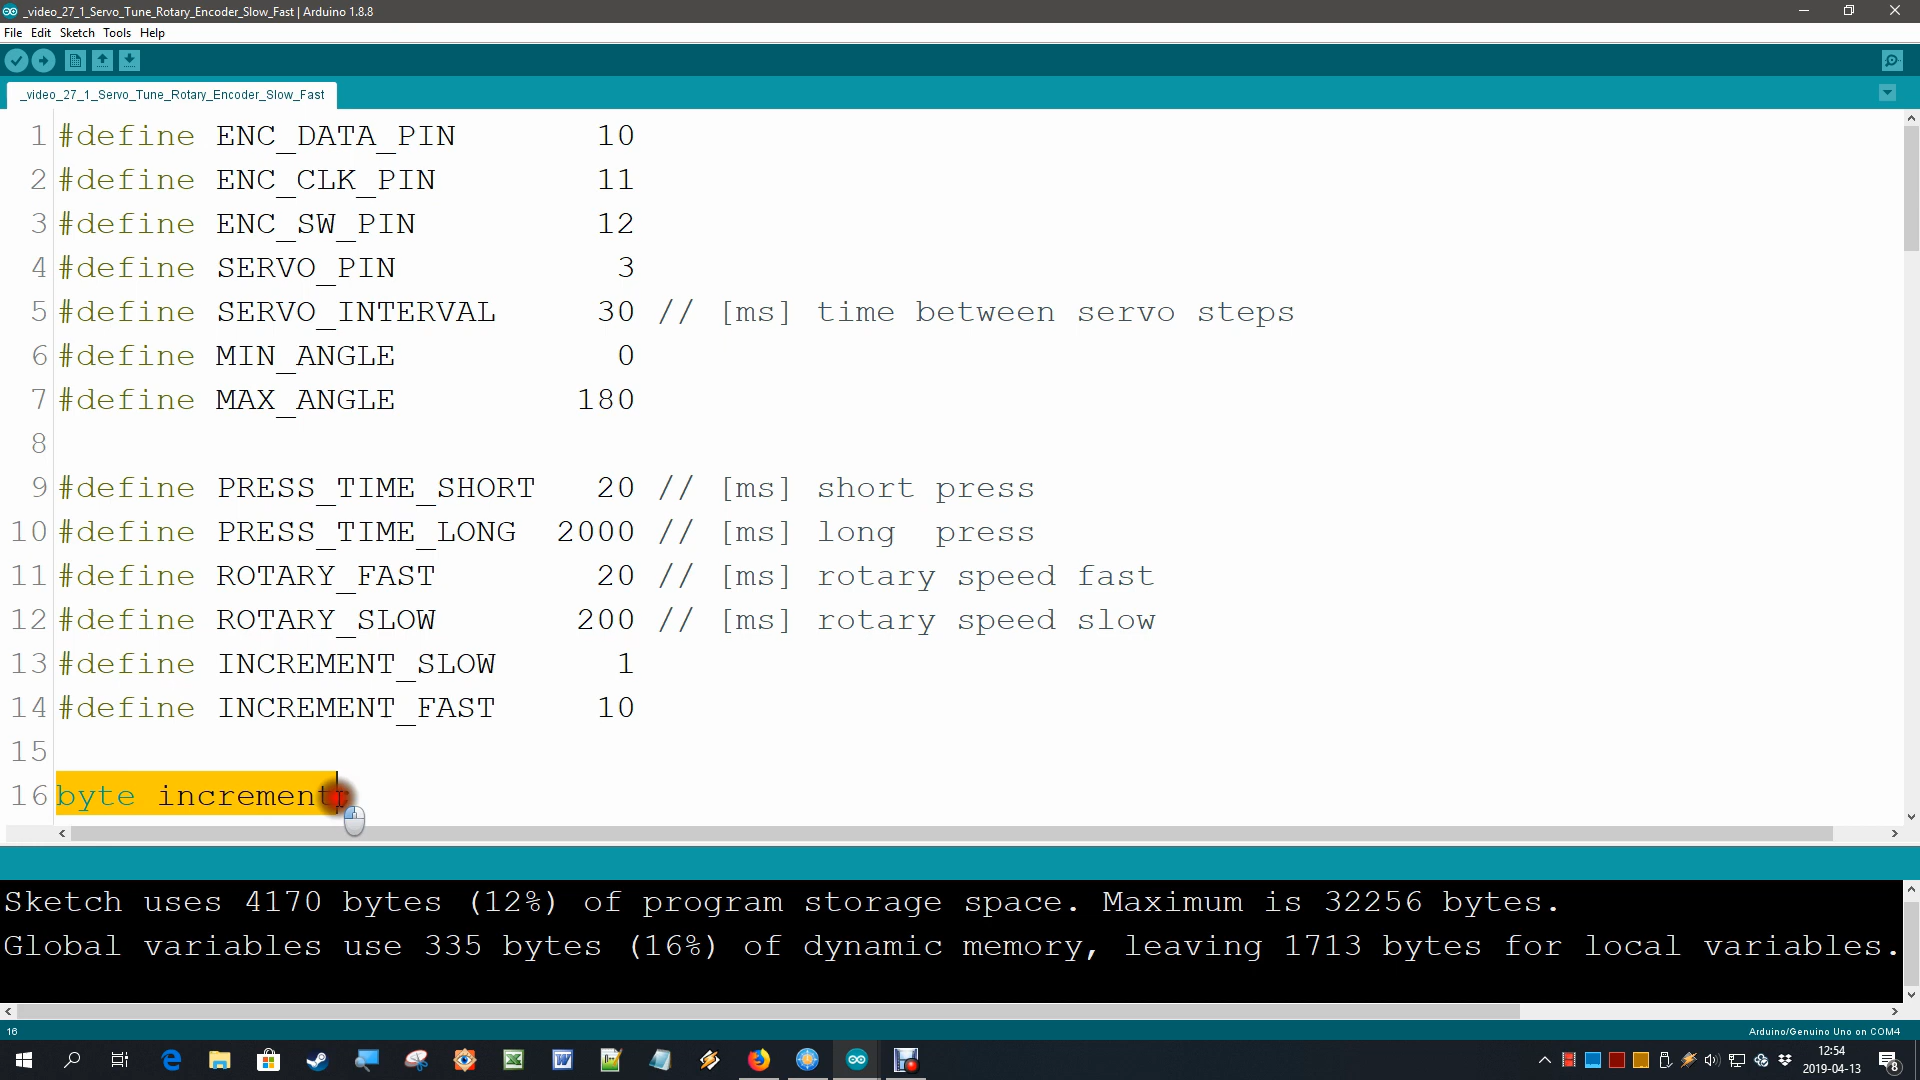 _video_27_1_Servo_Tune_Rotary_Encoder_Slow_Fast | Arduino 1.8.8
File Edit Sketch Tools Help
_video_27_1_Servo_Tune_Rotary_Encoder_Slow_Fast
1 #define ENC_DATA_PIN 10
2 #define ENC_CLK_PIN 11
3 #define ENC_SW_PIN 12
4 #define SERVO_PIN 3
5 #define SERVO_INTERVAL 30 // [ms] time between servo steps
6 #define MIN_ANGLE 0
7 #define MAX_ANGLE 180
8
9 #define PRESS_TIME_SHORT 20 // [ms] short press
10 #define PRESS_TIME_LONG 2000 // [ms] long press
11 #define ROTARY_FAST 20 // [ms] rotary speed fast
12 #define ROTARY_SLOW 200 // [ms] rotary speed slow
13 #define INCREMENT_SLOW 1
14 #define INCREMENT_FAST 10
15
16 byte increment
Sketch uses 4170 bytes (12%) of program storage space. Maximum is 32256 bytes.
Global variables use 335 bytes (16%) of dynamic memory, leaving 1713 bytes for local variables.
16
Arduino/Genuino Uno on COM4
12:54
2019-04-13
8